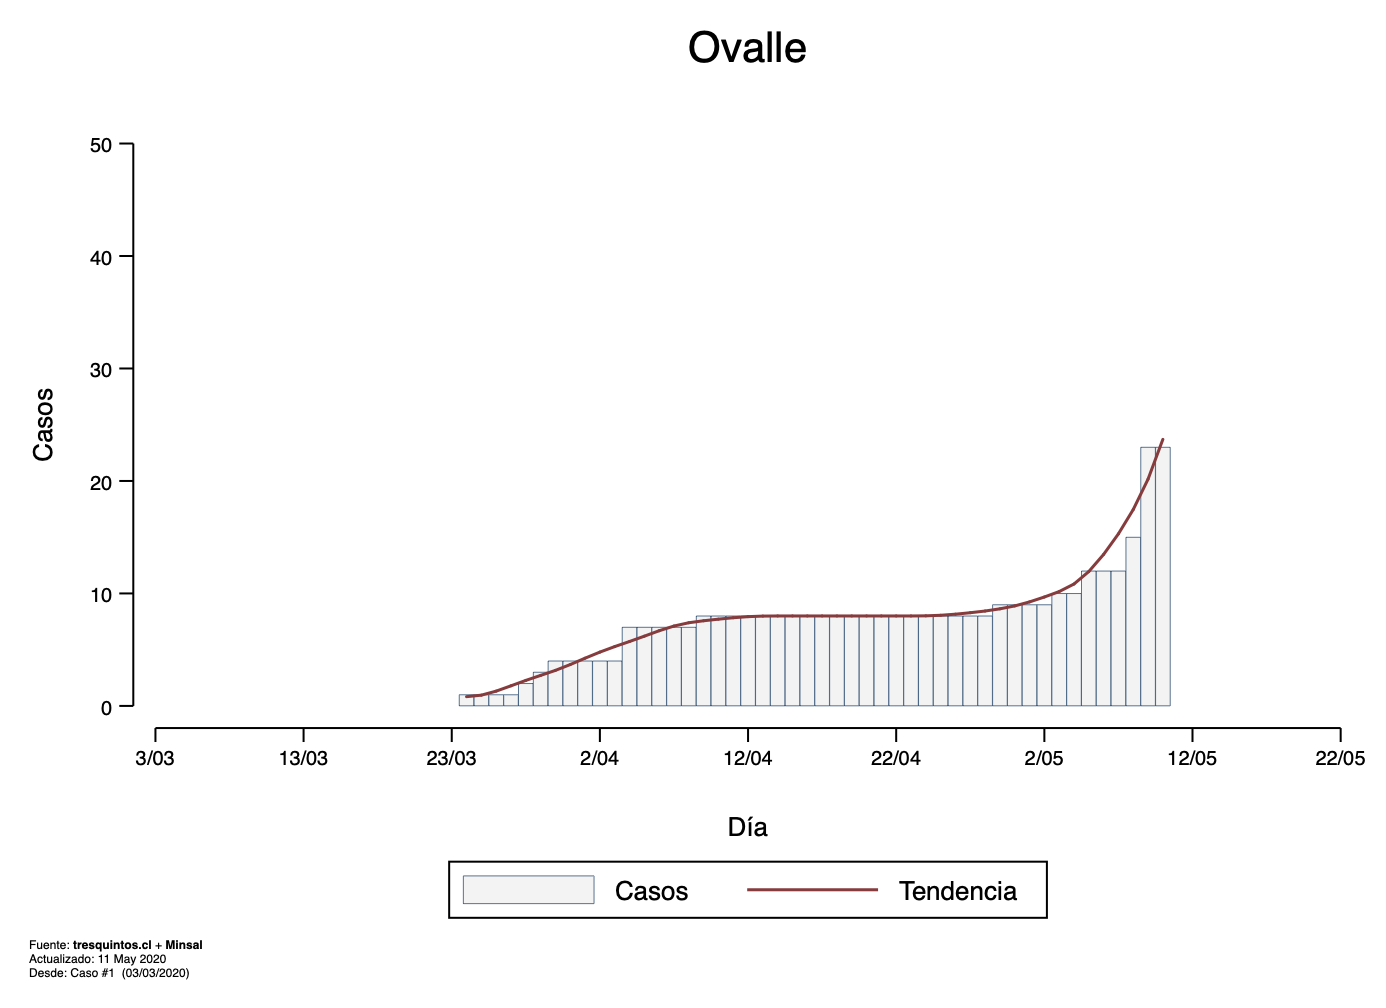 Ovalle
50
40
30
20
10
0
Casos
3/03 13/03 23/03 2/04 12/04 22/04 2/05 12/05 22/05
Día
Casos Tendencia
Fuente: tresquintos.cl + Minsal
Actualizado: 11 May 2020
Desde: Caso #1 (03/03/2020)